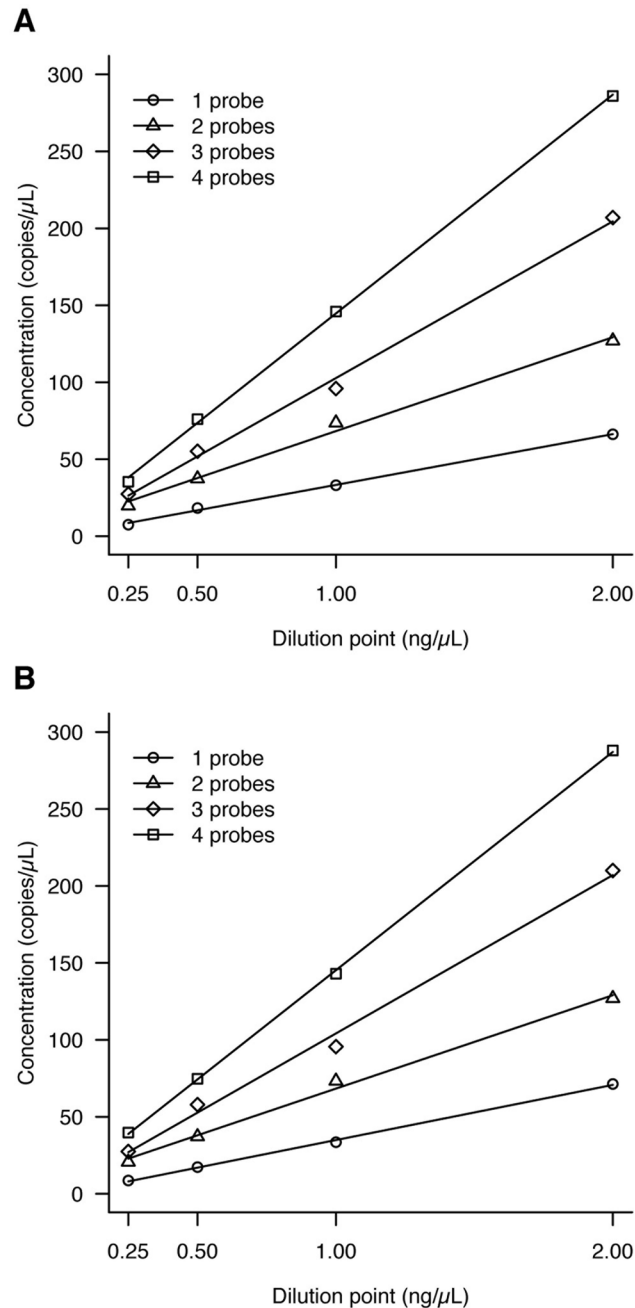 A
300
250
200
150
100
50
0
Concentration (copies/µL)
1 probe
2 probes
3 probes
4 probes
0.25 0.50 1.00 2.00
Dilution point (ng/µL)
B
300
250
200
150
100
50
0
Concentration (copies/µL)
1 probe
2 probes
3 probes
4 probes
0.25 0.50 1.00 2.00
Dilution point (ng/µL)